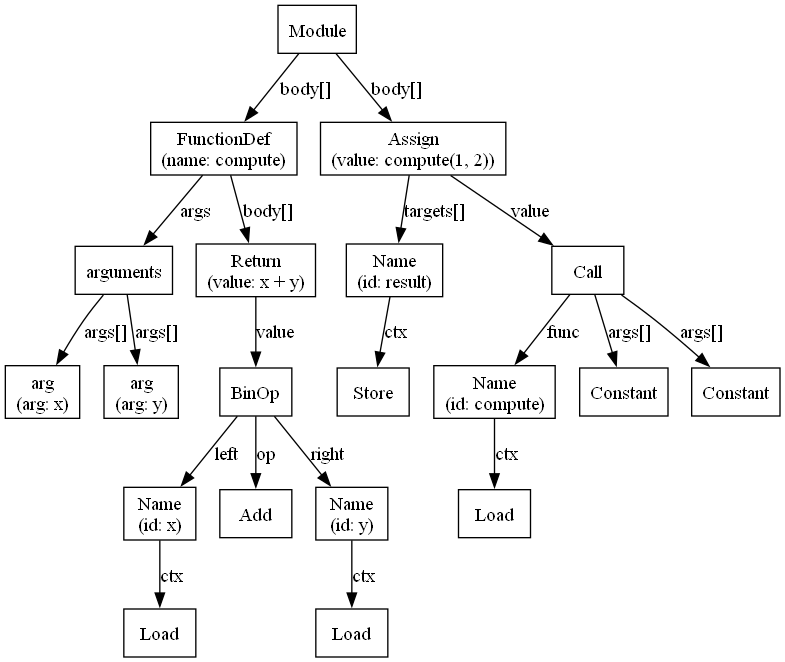 Module
body[]
body[]
FunctionDef
(name: compute)
Assign
(value: compute(1, 2))
args
body[]
targets[]
value
arguments
Return
(value: x + y)
Name
(id: result)
Call
args[]
args[]
value
ctx
func
args[]
args[]
arg
(arg: x)
arg
(arg: y)
BinOp
Store
Name
(id: compute)
Constant
Constant
left
op
right
ctx
Name
(id: x)
Add
Name
(id: y)
Load
ctx
ctx
Load
Load